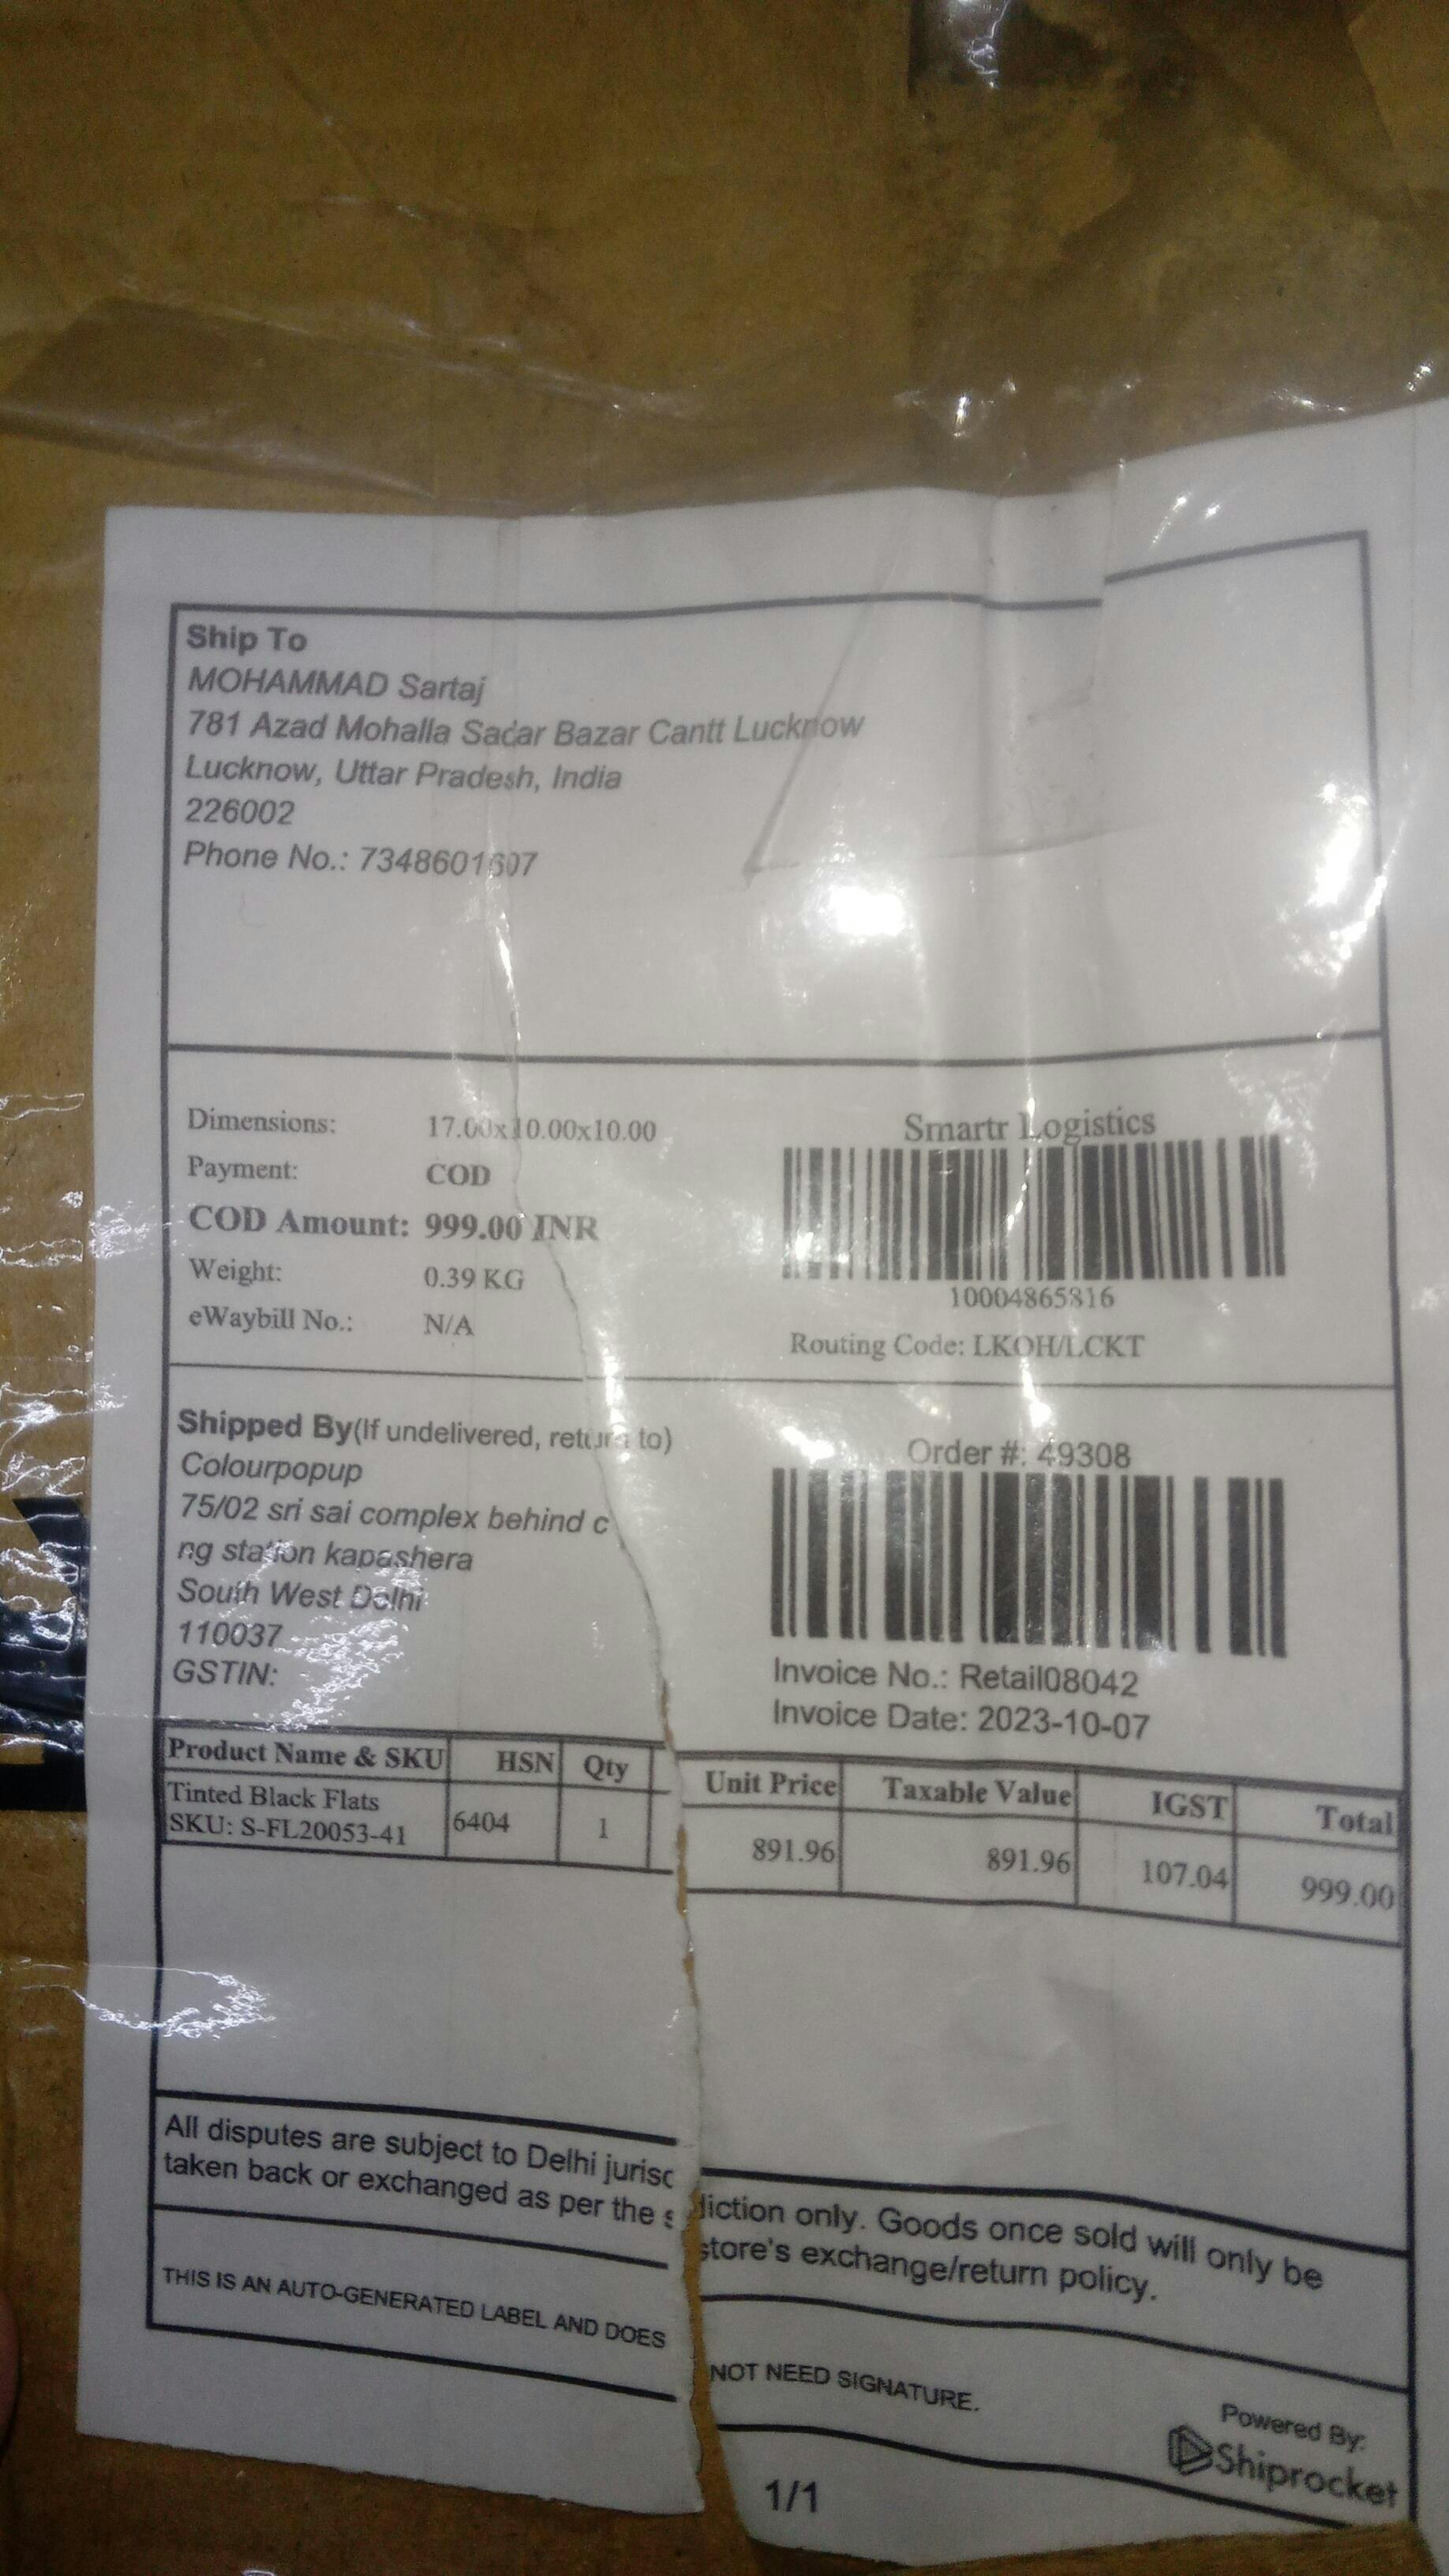 Ship To
MOHAMMAD Sartaj
781 Azad Mohalla Sadar Bazar Cantt Lucknow
Lucknow, Uttar Pradesh, India
226002
Phone No.: 7348601607
Dimensions: 17.00x10.00x10.00
Payment: COD
COD Amount: 999.00 INR
Weight: 0.39 KG
eWaybill No.: N/A
Smartr Logistics
10004865816
Routing Code: LKOH/LCKT
Shipped By(If undelivered, return to)
Colourpopup
75/02 sri sai complex behind c
ng station kapashera
South West Delhi
110037
GSTIN:
Order #: 49308
Invoice No.: Retail08042
Invoice Date: 2023-10-07
Product Name & SKU HSN Qty Unit Price Taxable Value IGST Total
Tinted Black Flats
SKU: S-FL20053-41 6404 1 891.96 891.96 107.04 999.00
All disputes are subject to Delhi jurisdiction only. Goods once sold will only be
taken back or exchanged as per the store's exchange/return policy.
THIS IS AN AUTO-GENERATED LABEL AND DOES NOT NEED SIGNATURE.
Powered By:
Shiprocket
1/1